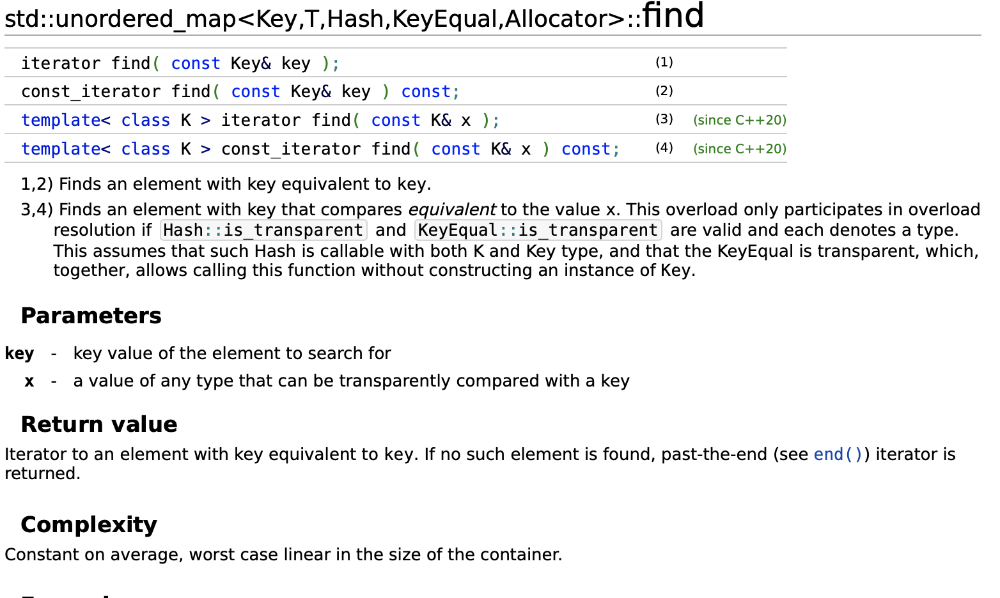 std::unordered_map<Key,T,Hash,KeyEqual,Allocator>::find
iterator find( const Key& key ); (1)
const_iterator find( const Key& key ) const; (2)
template< class K > iterator find( const K& x ); (3) (since C++20)
template< class K > const_iterator find( const K& x ) const; (4) (since C++20)
1,2) Finds an element with key equivalent to key.
3,4) Finds an element with key that compares equivalent to the value x. This overload only participates in overload
resolution if Hash::is_transparent and KeyEqual::is_transparent are valid and each denotes a type.
This assumes that such Hash is callable with both K and Key type, and that the KeyEqual is transparent, which,
together, allows calling this function without constructing an instance of Key.
Parameters
key - key value of the element to search for
x - a value of any type that can be transparently compared with a key
Return value
Iterator to an element with key equivalent to key. If no such element is found, past-the-end (see end()) iterator is
returned.
Complexity
Constant on average, worst case linear in the size of the container.